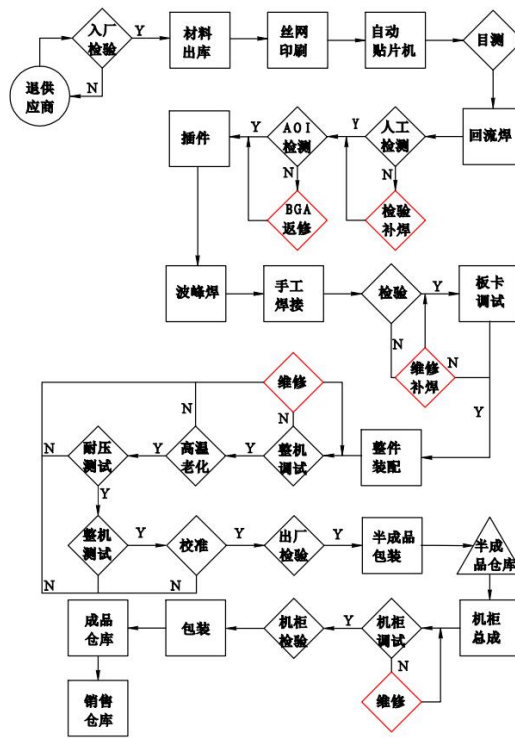 入厂
检验
Y
材料
出库
丝网
印刷
自动
贴片机
目测
N
退供
应商
插件
Y
AOI
检测
Y
人工
检测
回流焊
N
N
BGA
返修
检验
补焊
波峰焊
手工
焊接
检验
Y
板卡
调试
N
维修
补焊
N
维修
Y
N
N
N
耐压
测试
Y
高温
老化
Y
整机
调试
整件
装配
Y
整机
测试
Y
校准
Y
出厂
检验
Y
半成品
包装
半成
品仓库
N
N
成品
仓库
包装
机柜
检验
Y
机柜
调试
机柜
总成
N
销售
仓库
维修